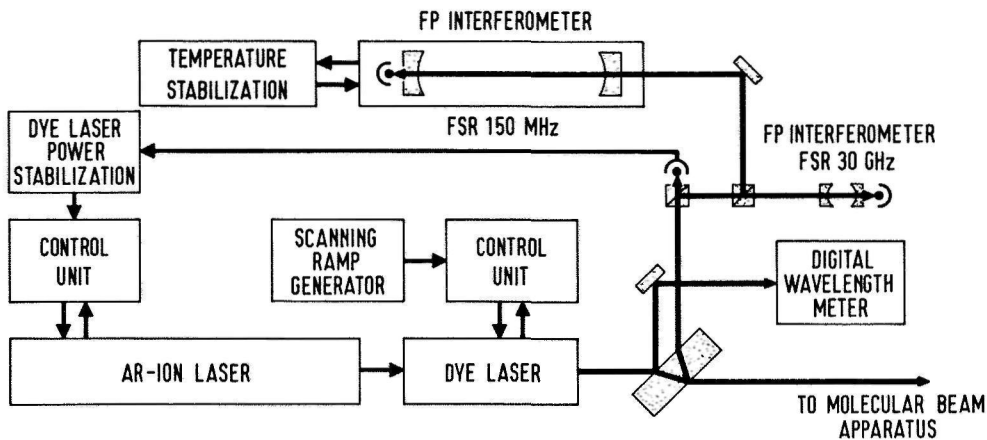 FP INTERFEROMETER
TEMPERATURE
STABILIZATION
FSR 150 MHz
DYE LASER
POWER
STABILIZATION
FP INTERFEROMETER
FSR 30 GHz
CONTROL
UNIT
SCANNING
RAMP
GENERATOR
CONTROL
UNIT
DIGITAL
WAVELENGTH
METER
AR-ION LASER
DYE LASER
TO MOLECULAR BEAM
APPARATUS